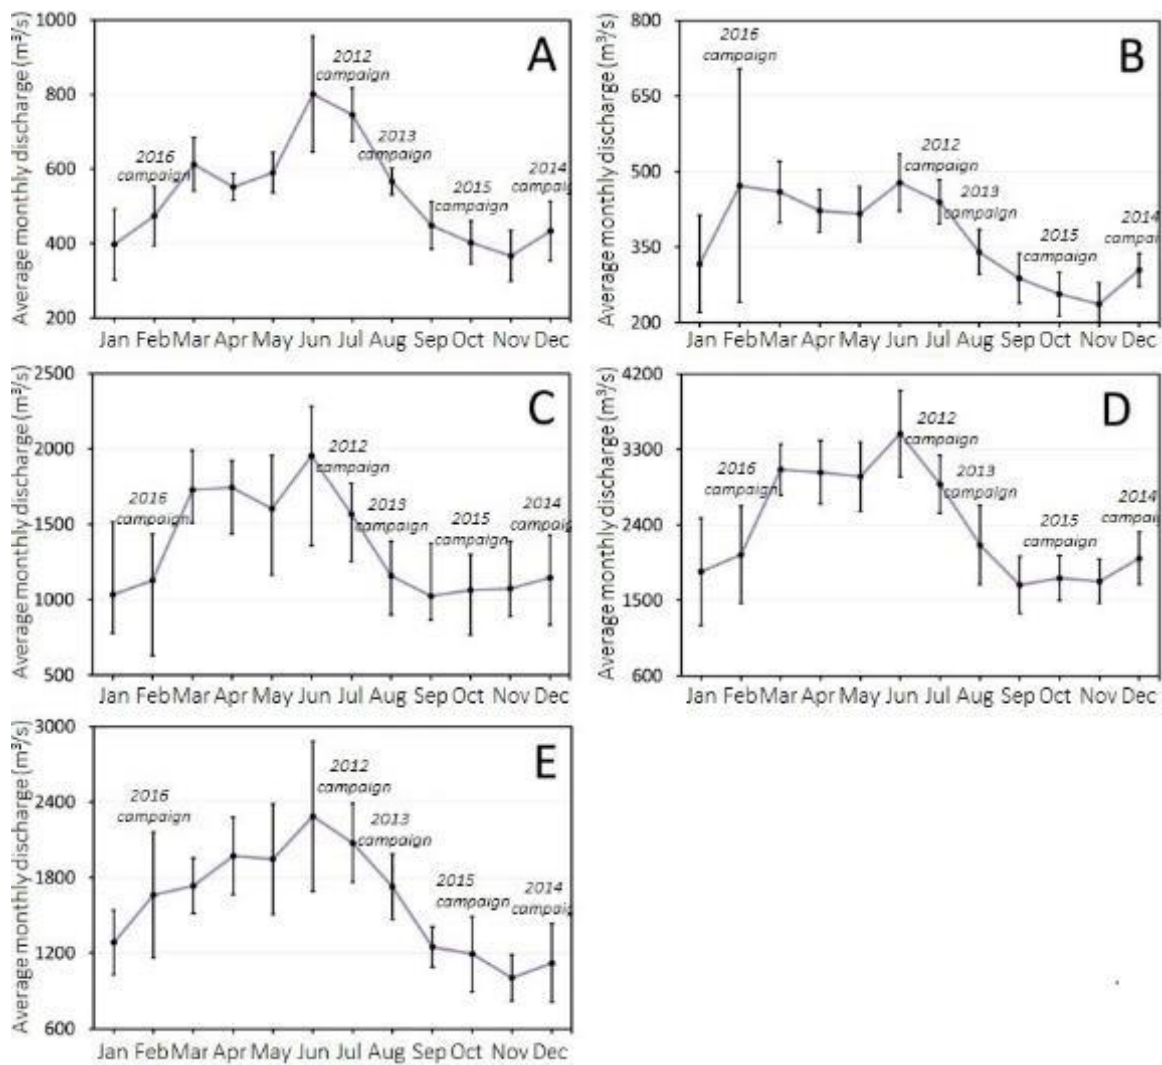 Average monthly discharge (m³/s)
1000
800
600
400
200
A
2016
campaign
2012
campaign
2013
campaign
2015
campaign
2014
campaig
Jan Feb Mar Apr May Jun Jul Aug Sep Oct Nov Dec
Average monthly discharge (m³/s)
800
650
500
350
200
B
2016
campaign
2012
campaign
2013
campaign
2015
campaign
2014
campai
Jan Feb Mar Apr May Jun Jul Aug Sep Oct Nov Dec
Average monthly discharge (m³/s)
2500
2000
1500
1000
500
C
2016
campaign
2012
campaign
2013
campaign
2015
campaign
2014
campaig
Jan Feb Mar Apr May Jun Jul Aug Sep Oct Nov Dec
Average monthly discharge (m³/s)
4200
3300
2400
1500
600
D
2016
campaign
2012
campaign
2013
campaign
2015
campaign
2014
campai
Jan Feb Mar Apr May Jun Jul Aug Sep Oct Nov Dec
Average monthly discharge (m³/s)
3000
2400
1800
1200
600
E
2016
campaign
2012
campaign
2013
campaign
2015
campaign
2014
campaig
Jan Feb Mar Apr May Jun Jul Aug Sep Oct Nov Dec